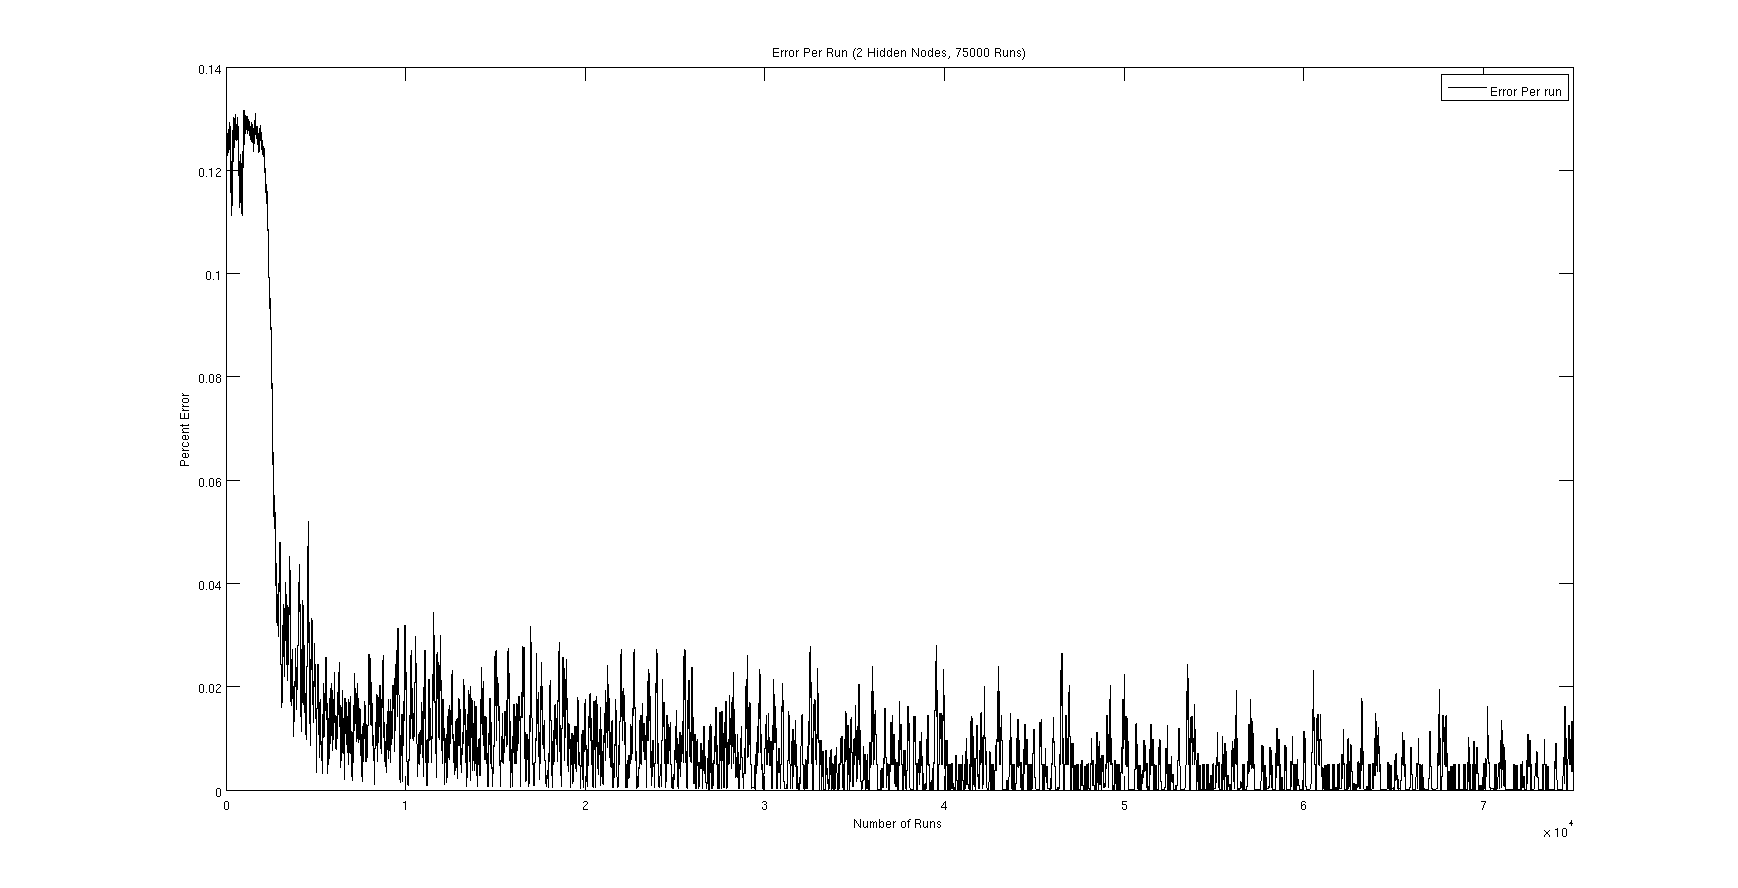 Error Per Run (2 Hidden Nodes, 75000 Runs)
Error Per run
0.14
0.12
0.1
0.08
0.06
0.04
0.02
0
Percent Error
0 1 2 3 4 5 6 7
Number of Runs
x 10^4